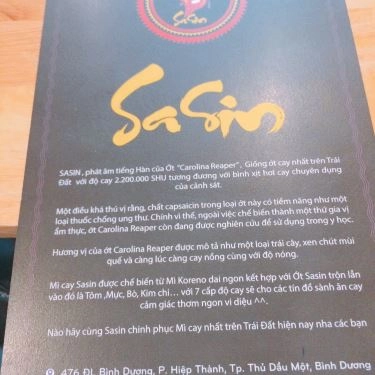 SaSin
SaSin
SASIN , phát âm tiếng Hàn của Ớt "Carolina Reaper" , Giống ớt cay nhất trên Trái
Đất với độ cay 2.200.000 SHU tương đương với bình xịt hơi cay chuyên dụng
của cảnh sát.
Một điều khá thú vị rằng, chất capsaicin trong loại ớt này có tiềm năng như một
loại thuốc chống ung thư. Chính vì thế, ngoài việc chế biến thành một thứ gia vị
ẩm thực, ớt Carolina Reaper còn đang được nghiên cứu để sử dụng trong y học.
Hương vị của ớt Carolina Reaper được mô tả như một loại trái cây, xen chút mùi
quế và càng lúc càng cay nồng cùng với độ nóng.
Mì cay Sasin được chế biến từ Mì Koreno dai ngon kết hợp với Ớt Sasin trộn lẫn
vào đó là Tôm ,Mực, Bò, Kim chi... với 7 cấp độ cay sẽ cho các tín đồ sành ăn cay
cảm giác thơm ngon vi diệu ^^.
Nào hãy cùng Sasin chinh phục Mì cay nhất trên Trái Đất hiện nay nha các bạn
476 ĐL Bình Dương, P. Hiệp Thành, Tp. Thủ Dầu Một, Bình Dương